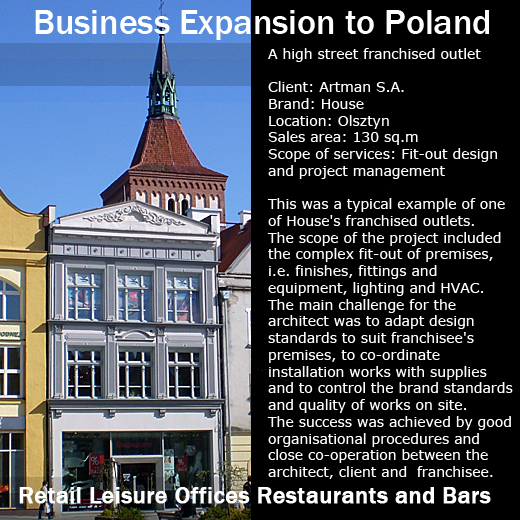 Business Expansion to Poland
A high street franchised outlet
Client: Artman S.A.
Brand: House
Location: Olsztyn
Sales area: 130 sq.m
Scope of services: Fit-out design
and project management
This was a typical example of one
of House's franchised outlets.
The scope of the project included
the complex fit-out of premises,
i.e. finishes, fittings and
equipment, lighting and HVAC.
The main challenge for the
architect was to adapt design
standards to suit franchisee's
premises, to co-ordinate
installation works with supplies
and to control the brand standards
and quality of works on site.
The success was achieved by good
organisational procedures and
close co-operation between the
architect, client and  franchisee.
Retail Leisure Offices Restaurants and Bars